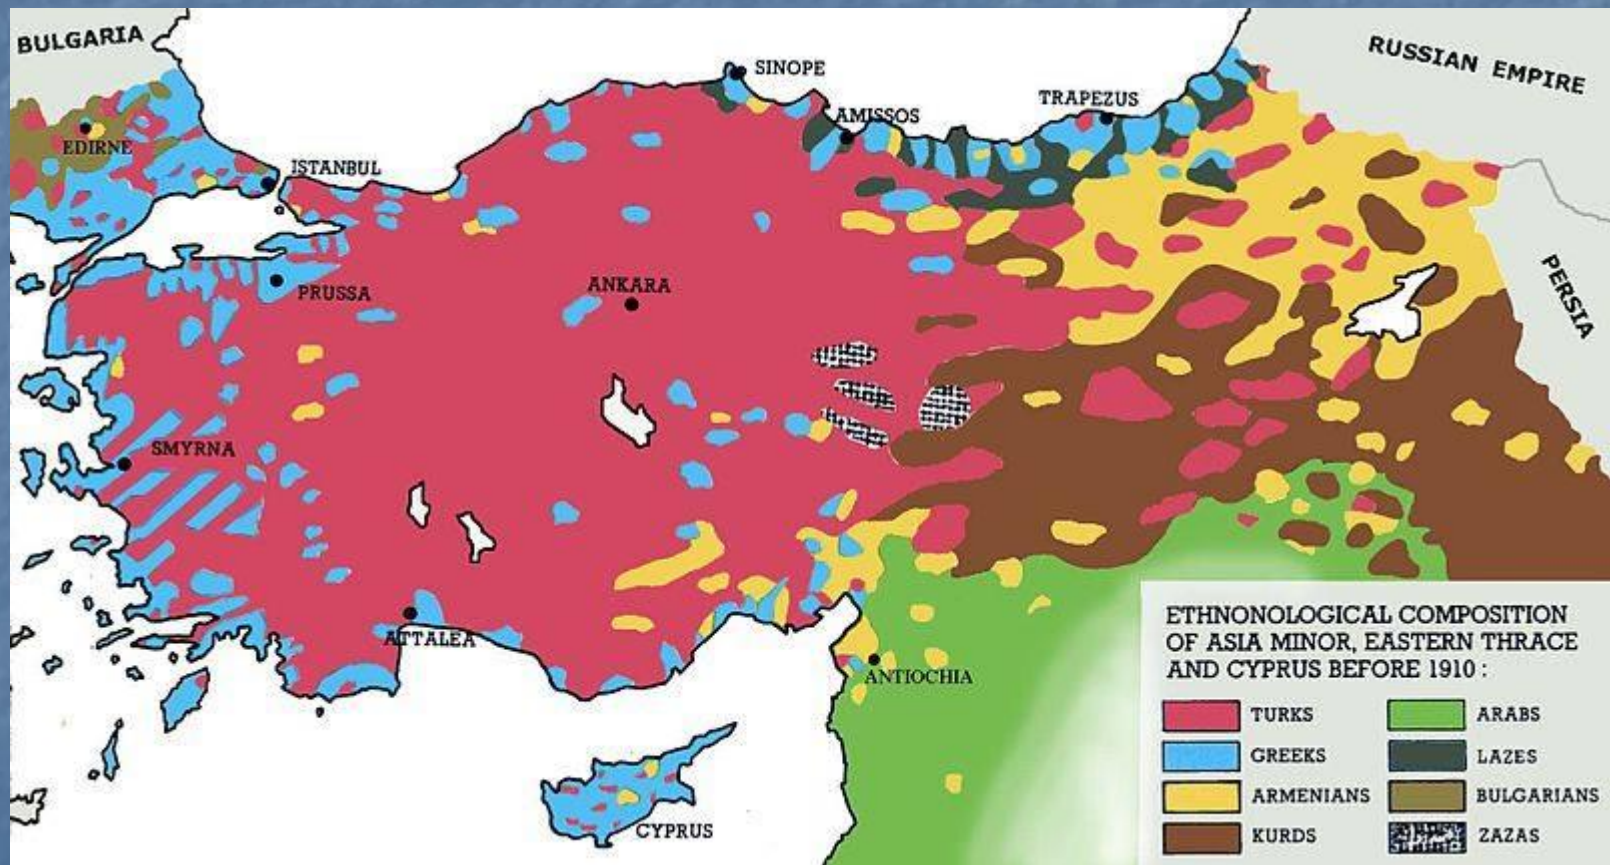 BULGARIA
RUSSIAN EMPIRE
SINOPE
AMISSOS
TRAPEZUS
EDIRNE
ISTANBUL
PERSIA
PRUSSA
ANKARA
SMYRNA
ATTALEA
ANTIOCHIA
CYPRUS
ETHNONOLOGICAL COMPOSITION
OF ASIA MINOR, EASTERN THRACE
AND CYPRUS BEFORE 1910 :
TURKS
GREEKS
ARMENIANS
KURDS
ARABS
LAZES
BULGARIANS
ZAZAS